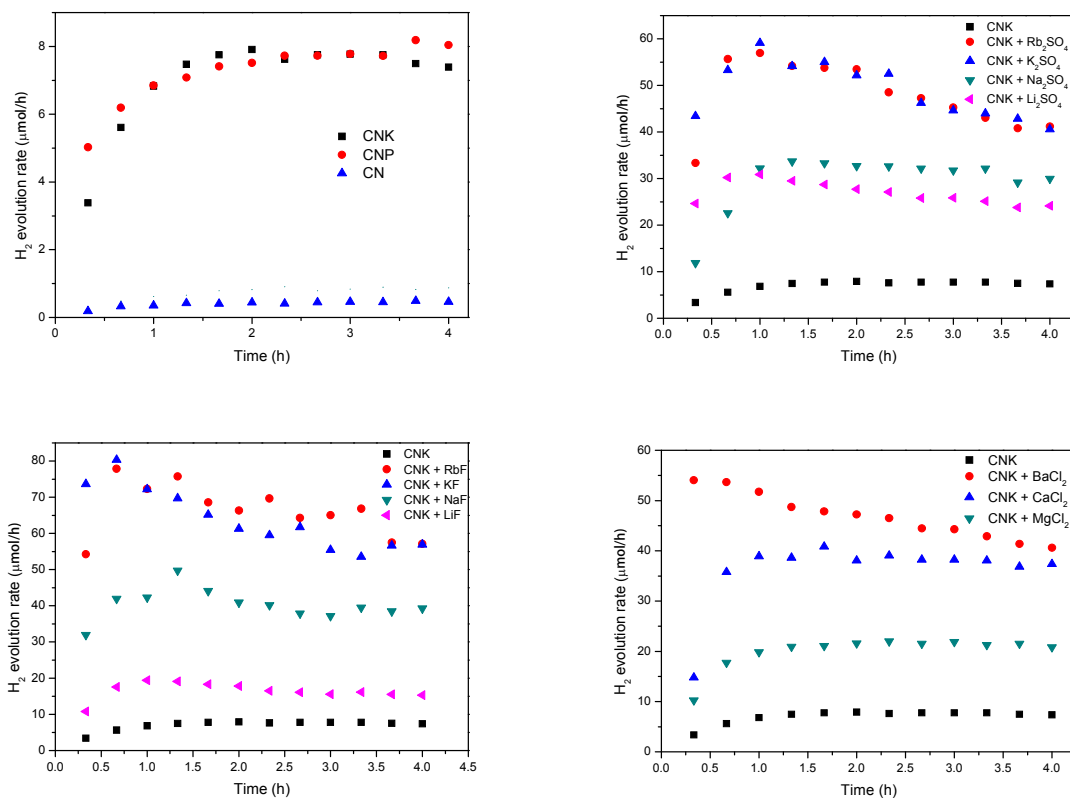 H₂ evolution rate (μmol/h)
8
6
4
2
0
CNK
CNP
CN
0
1
2
3
4
Time (h)
H₂ evolution rate (μmol/h)
60
50
40
30
20
10
0
CNK
CNK + Rb₂SO₄
CNK + K₂SO₄
CNK + Na₂SO₄
CNK + Li₂SO₄
0.0
0.5
1.0
1.5
2.0
2.5
3.0
3.5
4.0
Time (h)
H₂ evolution rate (μmol/h)
80
70
60
50
40
30
20
10
0
CNK
CNK + RbF
CNK + KF
CNK + NaF
CNK + LiF
0.0
0.5
1.0
1.5
2.0
2.5
3.0
3.5
4.0
4.5
Time (h)
H₂ evolution rate (μmol/h)
60
50
40
30
20
10
0
CNK
CNK + BaCl₂
CNK + CaCl₂
CNK + MgCl₂
0.0
0.5
1.0
1.5
2.0
2.5
3.0
3.5
4.0
Time (h)